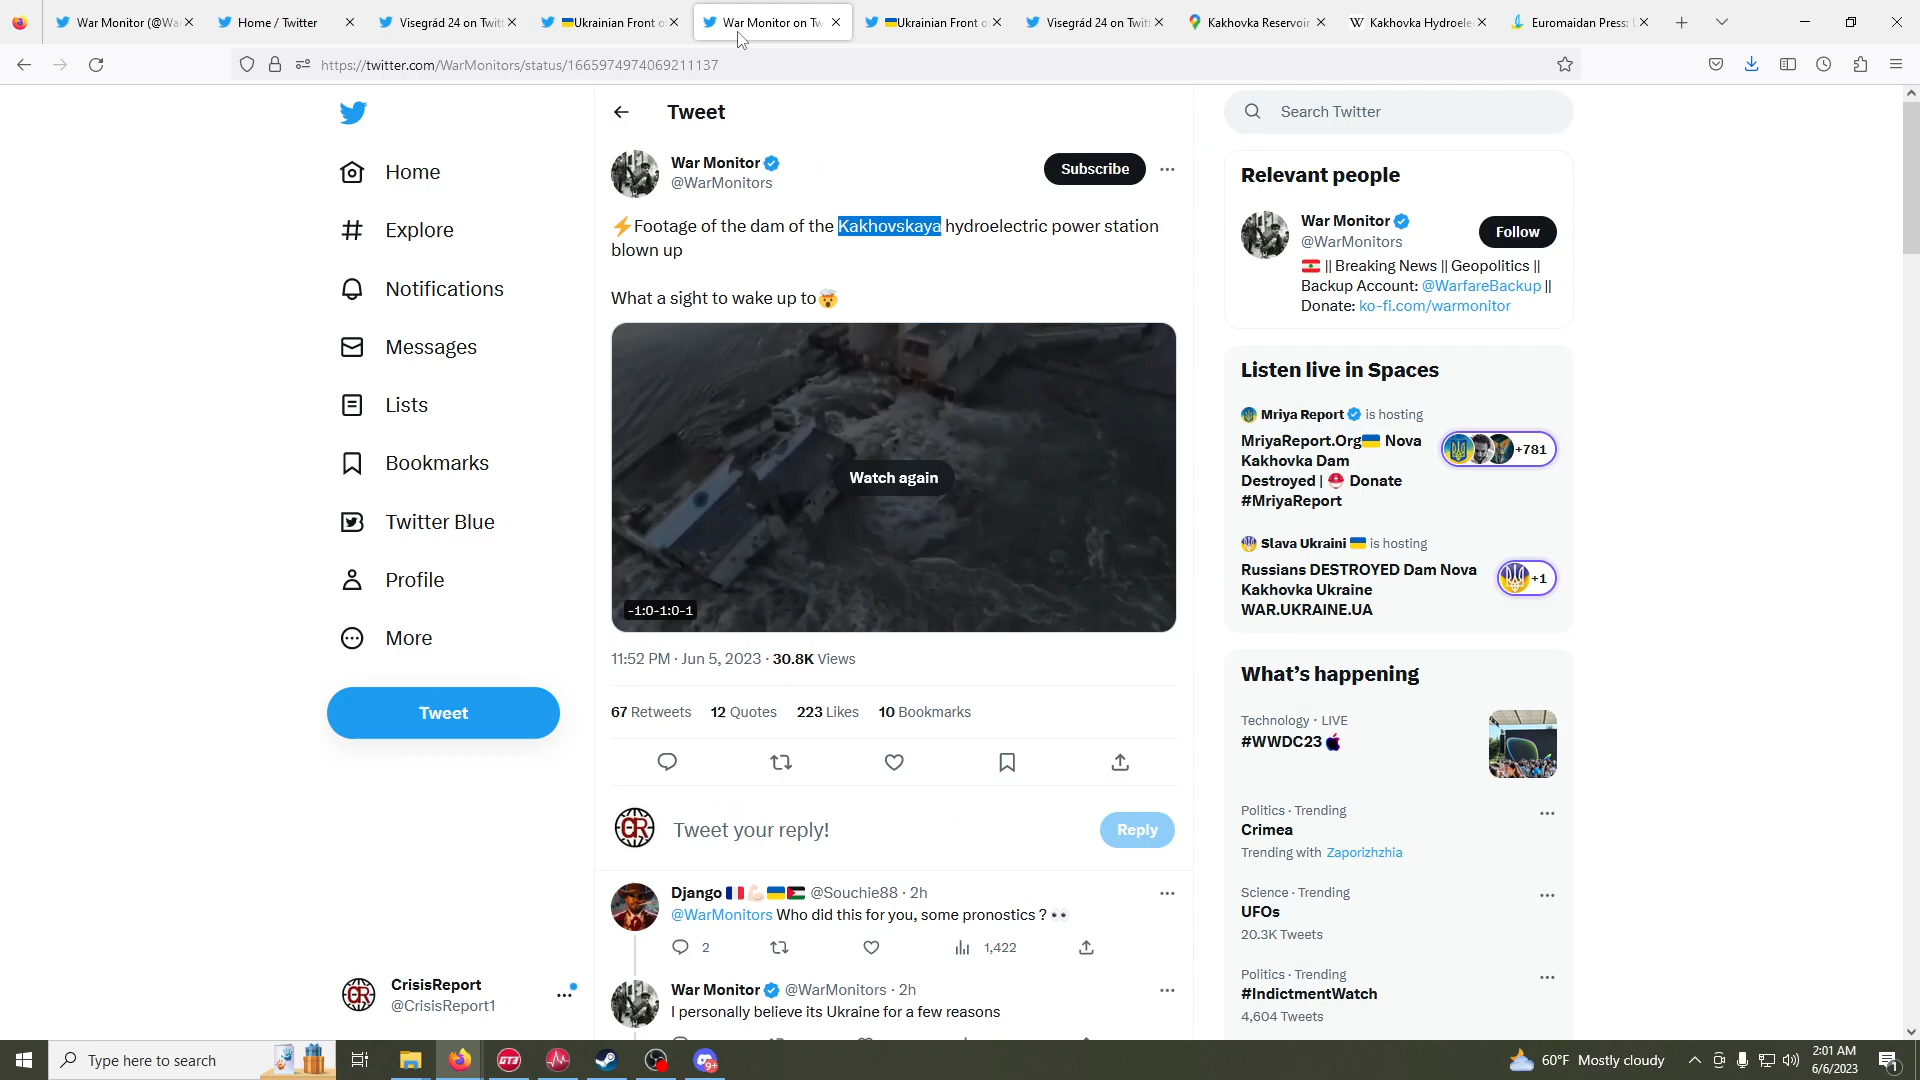 War Monitor (@Wa
Home / Twitter
Visegrád 24 on Twitt
Ukrainian Front o
War Monitor on Tw
Ukrainian Front o
Visegrád 24 on Twitt
Kakhovka Reservoir
Kakhovka Hydroele
Euromaidan Press:
https://twitter.com/WarMonitors/status/1665974974069211137
Home
Explore
Notifications
Messages
Lists
Bookmarks
Twitter Blue
Profile
More
Tweet
CrisisReport
@CrisisReport1
Tweet
War Monitor
@WarMonitors
Subscribe
⚡Footage of the dam of the Kakhovskaya hydroelectric power station
blown up
What a sight to wake up to🤯
Watch again
-1:0-1:0-1
11:52 PM · Jun 5, 2023 · 30.8K Views
67 Retweets 12 Quotes 223 Likes 10 Bookmarks
Tweet your reply!
Reply
Django 🇫🇷💪🏻🇺🇦🇵🇸 @Souchie88 · 2h
@WarMonitors Who did this for you, some pronostics ? 👀
2
1,422
War Monitor @WarMonitors · 2h
I personally believe its Ukraine for a few reasons
Search Twitter
Relevant people
War Monitor
@WarMonitors
Follow
🇱🇧 || Breaking News || Geopolitics ||
Backup Account: @WarfareBackup ||
Donate: ko-fi.com/warmonitor
Listen live in Spaces
Mriya Report is hosting
MriyaReport.Org🇺🇦 Nova
Kakhovka Dam
Destroyed | ⛑ Donate
#MriyaReport
+781
Slava Ukraini 🇺🇦 is hosting
Russians DESTROYED Dam Nova
Kakhovka Ukraine
WAR.UKRAINE.UA
+1
What's happening
Technology · LIVE
#WWDC23
Politics · Trending
Crimea
Trending with Zaporizhzhia
Science · Trending
UFOs
20.3K Tweets
Politics · Trending
#IndictmentWatch
4,604 Tweets
Type here to search
GT3
9+
60°F Mostly cloudy
2:01 AM
6/6/2023
1